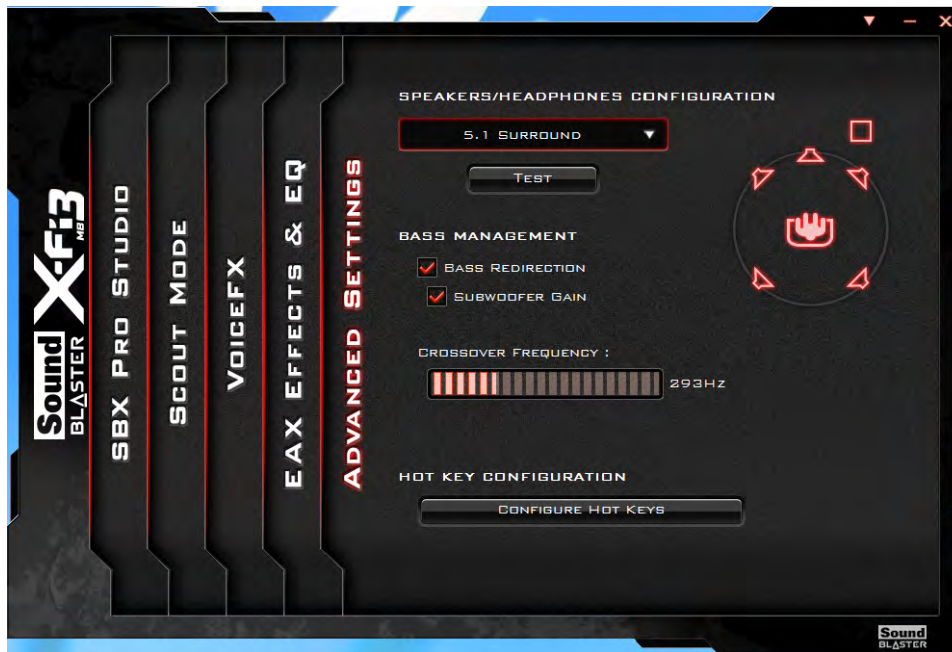 SPEAKERS/HEADPHONES CONFIGURATION
5.1 SURROUND
TEST
BASS MANAGEMENT
BASS REDIRECTION
SUBWOOFER GAIN
CROSSOVER FREQUENCY :
293HZ
HOT KEY CONFIGURATION
CONFIGURE HOT KEYS
Sound BLASTER
X-Fi3
MB
SBX PRO STUDIO
SCOUT MODE
VOICEFX
EAX EFFECTS & EQ
ADVANCED SETTINGS
Sound
BLASTER